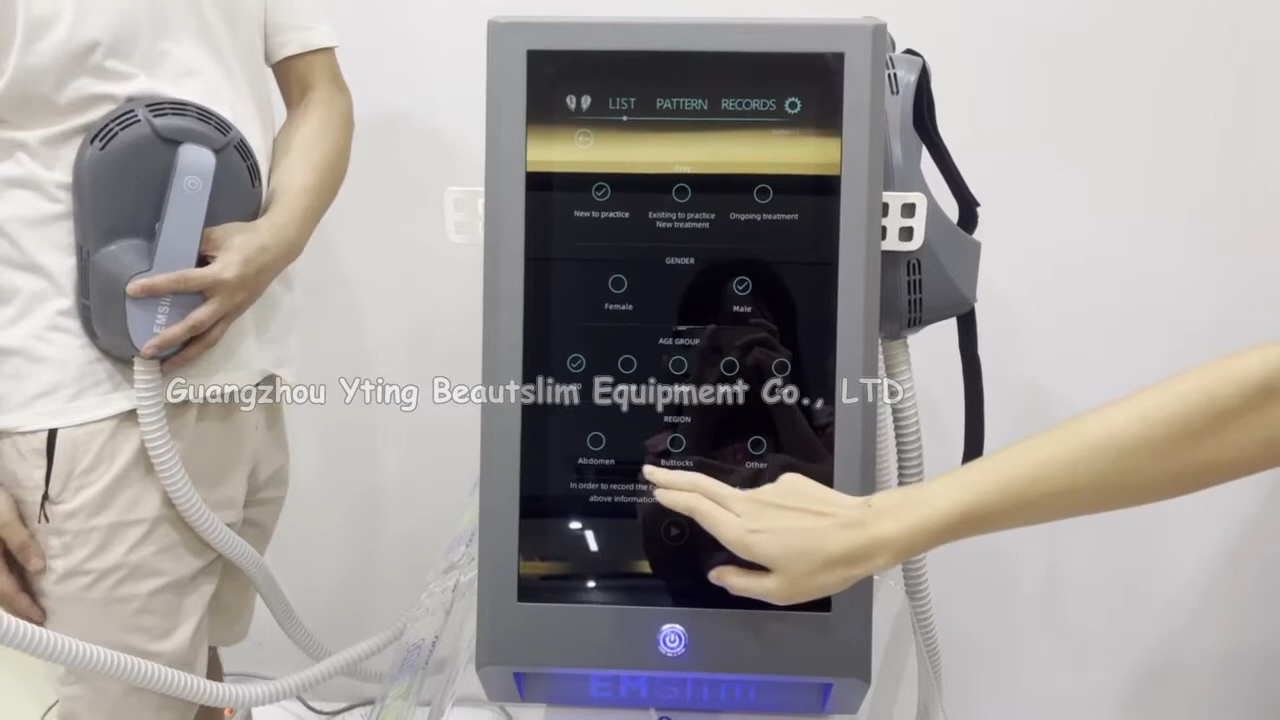 LIST PATTERN RECORDS
New to practice
Existing to practice
New treatment
Ongoing treatment
GENDER
Female
Male
AGE GROUP
Guangzhou Yting Beautslim Equipment Co., LTD
REGION
Abdomen
Buttocks
Other
In order to record the
above information
EMSlim